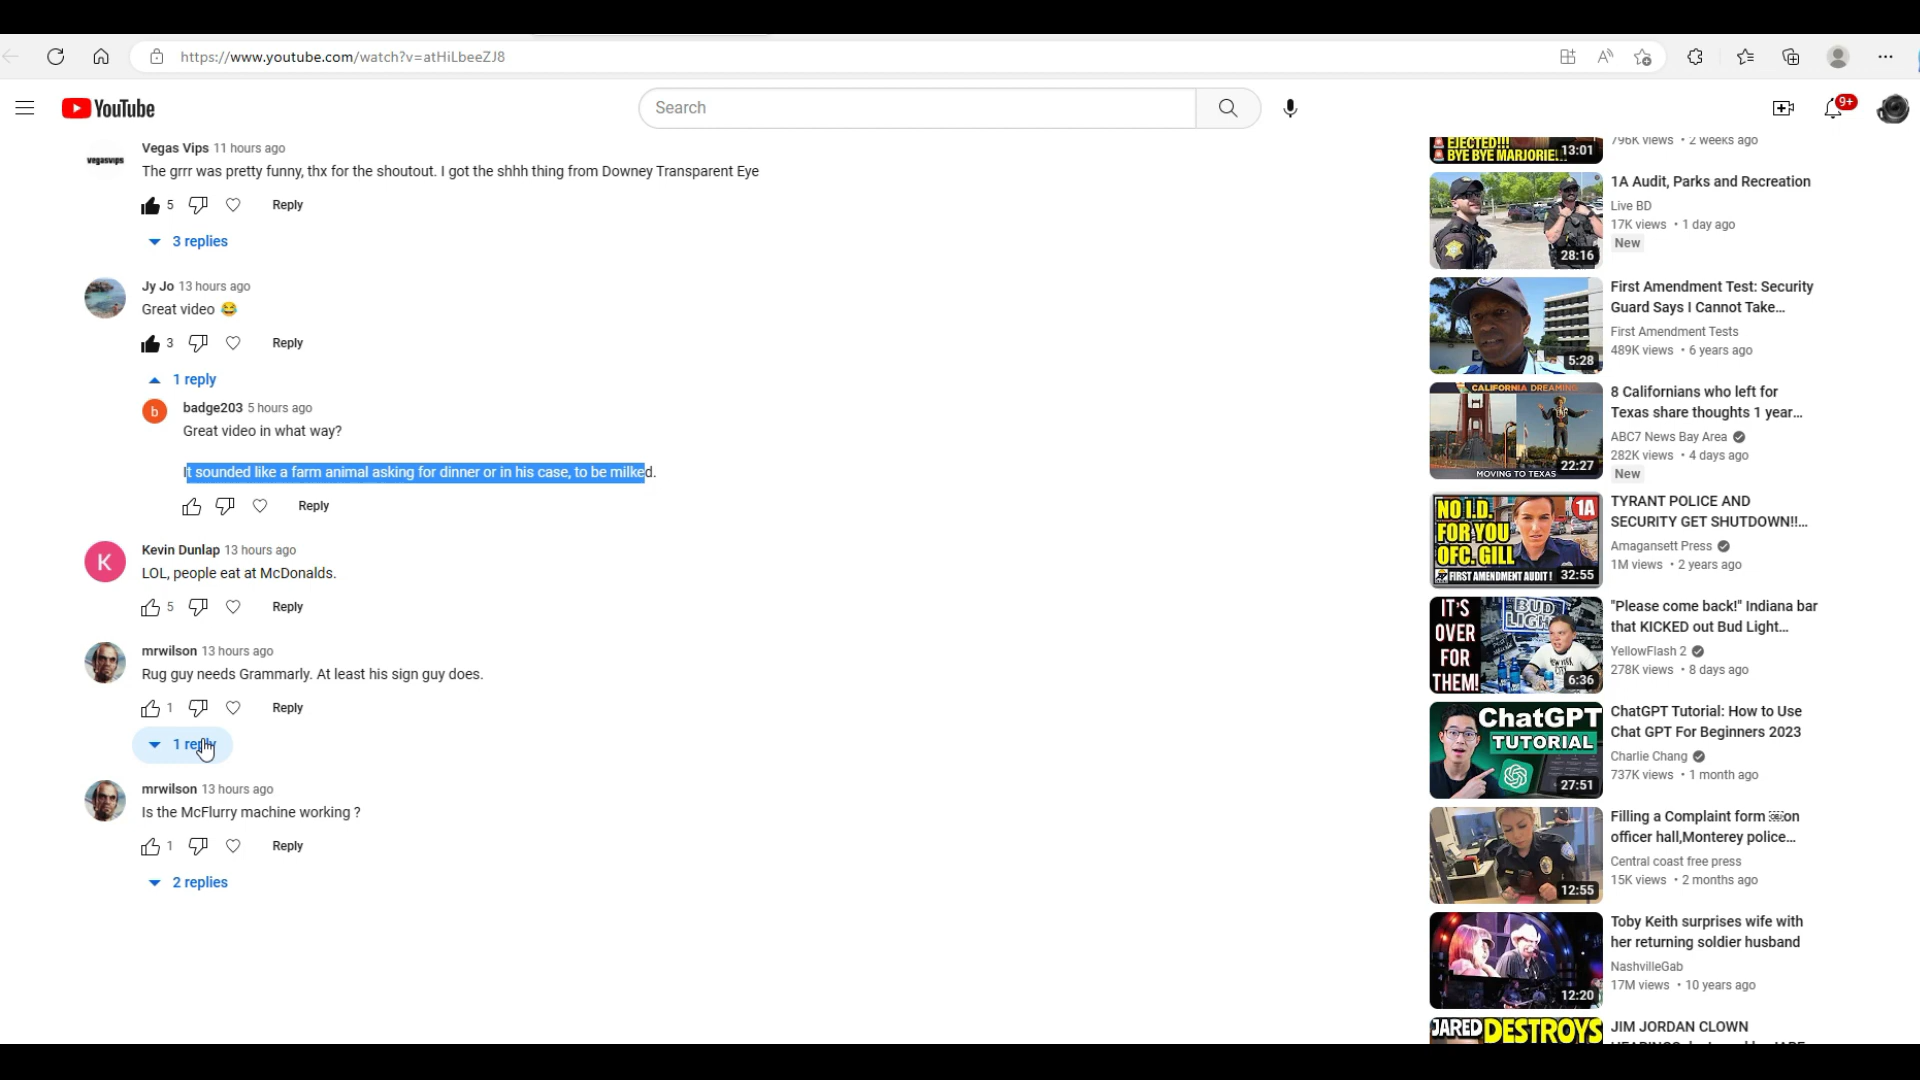 https://www.youtube.com/watch?v=atHiLbeeZJ8
YouTube
Search
9+
vegasvips
Vegas Vips 11 hours ago
The grrr was pretty funny, thx for the shoutout. I got the shhh thing from Downey Transparent Eye
5
Reply
3 replies
Jy Jo 13 hours ago
Great video 😂
3
Reply
1 reply
b
badge203 5 hours ago
Great video in what way?
It sounded like a farm animal asking for dinner or in his case, to be milked.
Reply
K
Kevin Dunlap 13 hours ago
LOL, people eat at McDonalds.
5
Reply
mrwilson 13 hours ago
Rug guy needs Grammarly. At least his sign guy does.
1
Reply
1 reply
mrwilson 13 hours ago
Is the McFlurry machine working ?
1
Reply
2 replies
EJECTED!!!
BYE BYE MARJORIE!...
13:01
796K views • 2 weeks ago
28:16
1A Audit, Parks and Recreation
Live BD
17K views • 1 day ago
New
5:28
First Amendment Test: Security
Guard Says I Cannot Take...
First Amendment Tests
489K views • 6 years ago
CALIFORNIA DREAMING
MOVING TO TEXAS
22:27
8 Californians who left for
Texas share thoughts 1 year...
ABC7 News Bay Area
282K views • 4 days ago
New
NO I.D.
FOR YOU
OFC. GILL
1A
FIRST AMENDMENT AUDIT!
32:55
TYRANT POLICE AND
SECURITY GET SHUTDOWN!!...
Amagansett Press
1M views • 2 years ago
IT'S
OVER
FOR
THEM!
BUD
LIGHT
6:36
"Please come back!" Indiana bar
that KICKED out Bud Light...
YellowFlash 2
278K views • 8 days ago
ChatGPT
TUTORIAL
27:51
ChatGPT Tutorial: How to Use
Chat GPT For Beginners 2023
Charlie Chang
737K views • 1 month ago
12:55
Filling a Complaint form on
officer hall,Monterey police...
Central coast free press
15K views • 2 months ago
12:20
Toby Keith surprises wife with
her returning soldier husband
NashvilleGab
17M views • 10 years ago
JARED DESTROYS
JIM JORDAN CLOWN